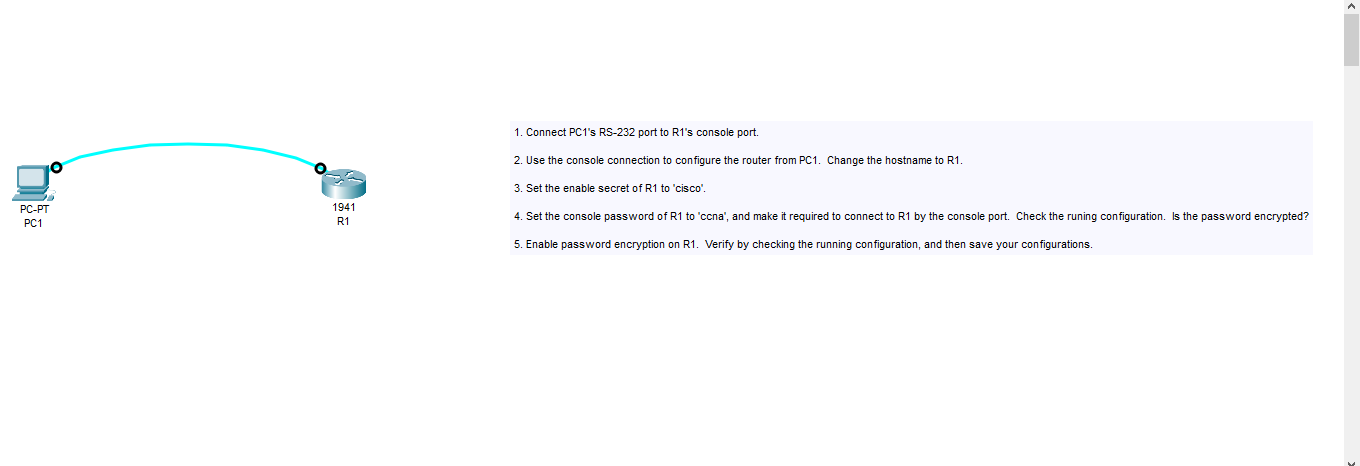 1. Connect PC1's RS-232 port to R1's console port.
2. Use the console connection to configure the router from PC1.  Change the hostname to R1.
3. Set the enable secret of R1 to 'cisco'.
4. Set the console password of R1 to 'ccna', and make it required to connect to R1 by the console port.  Check the runing configuration.  Is the password encrypted?
5. Enable password encryption on R1.  Verify by checking the running configuration, and then save your configurations.
PC-PT
PC1
1941
R1